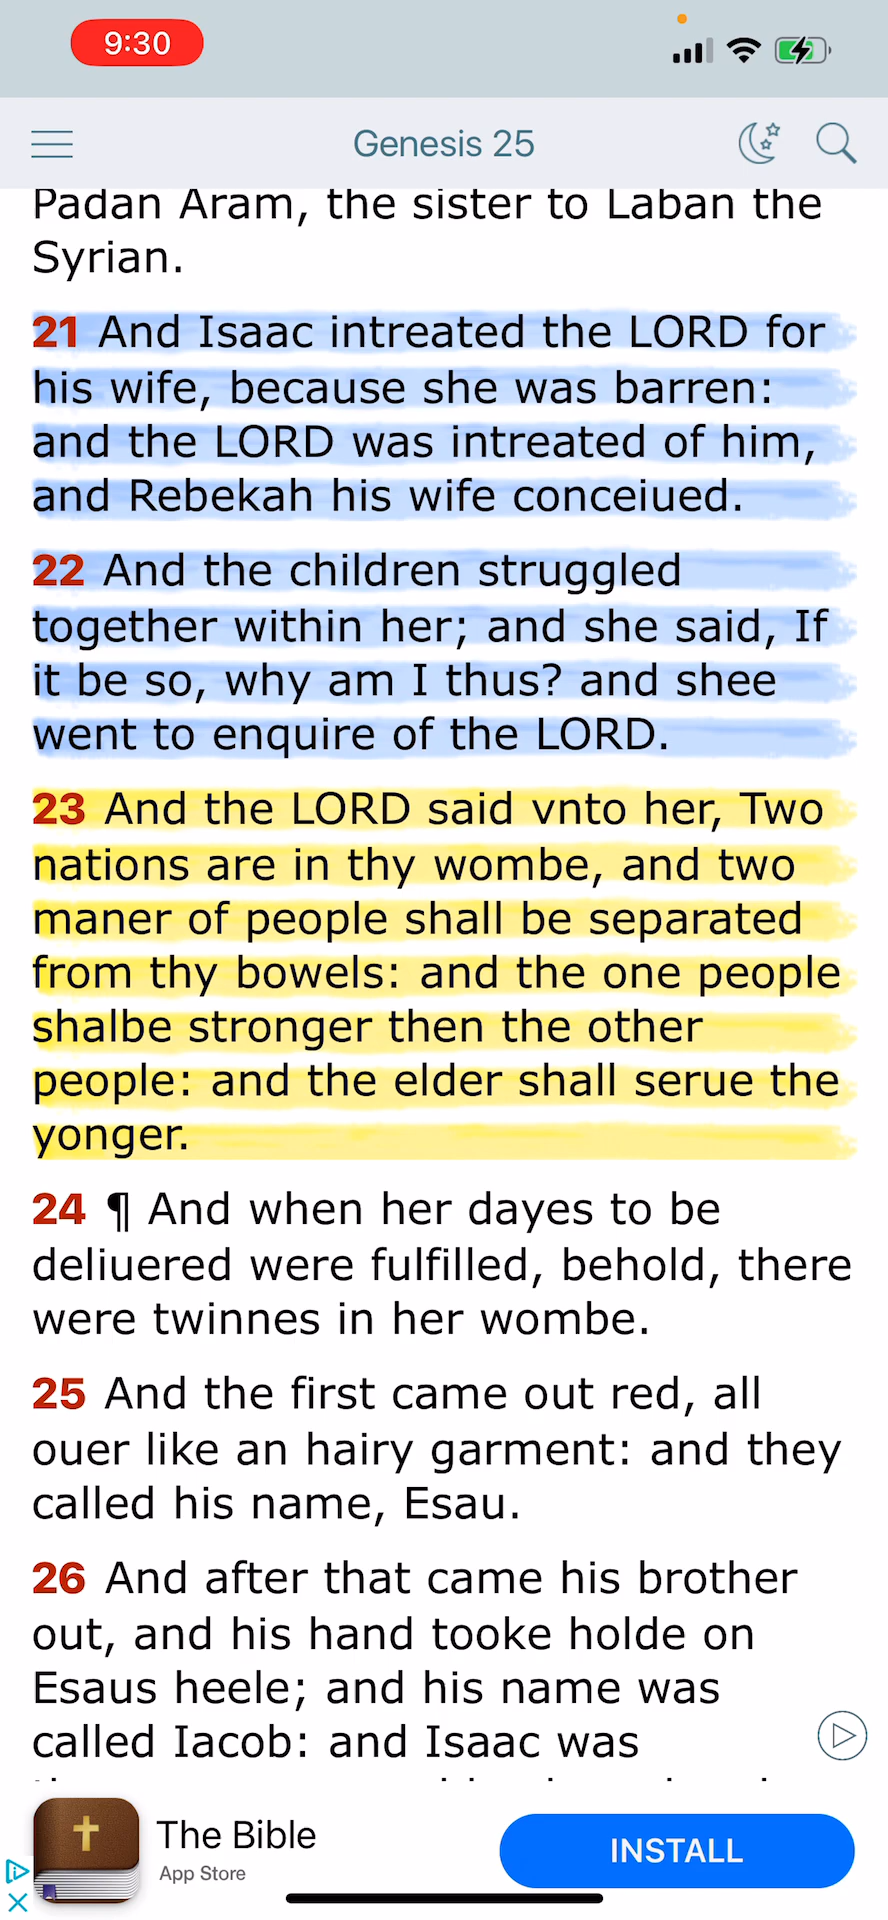 9:30
Genesis 25
Padan Aram, the sister to Laban the
Syrian.
21 And Isaac intreated the LORD for
his wife, because she was barren:
and the LORD was intreated of him,
and Rebekah his wife conceiued.
22 And the children struggled
together within her; and she said, If
it be so, why am I thus? and shee
went to enquire of the LORD.
23 And the LORD said vnto her, Two
nations are in thy wombe, and two
maner of people shall be separated
from thy bowels: and the one people
shalbe stronger then the other
people: and the elder shall serue the
yonger.
24 ¶ And when her dayes to be
deliuered were fulfilled, behold, there
were twinnes in her wombe.
25 And the first came out red, all
ouer like an hairy garment: and they
called his name, Esau.
26 And after that came his brother
out, and his hand tooke holde on
Esaus heele; and his name was
called Iacob: and Isaac was
The Bible
App Store
INSTALL